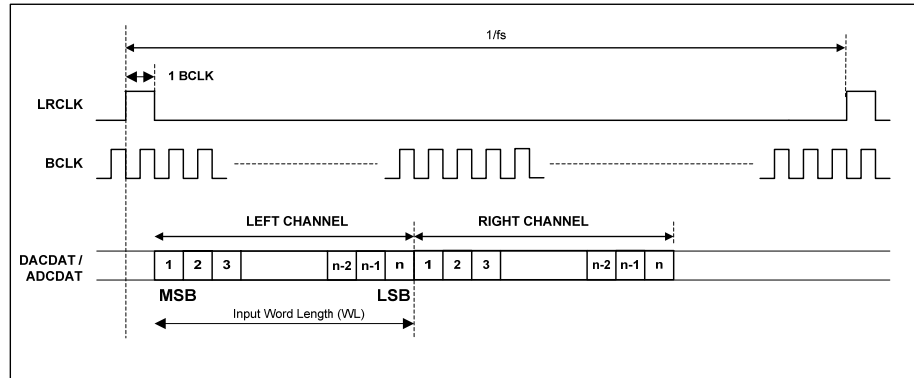 1/fs
1 BCLK
LRCLK
BCLK
LEFT CHANNEL RIGHT CHANNEL
DACDAT /
ADCDAT
1 2 3 n-2 n-1 n 1 2 3 n-2 n-1 n
MSB LSB
Input Word Length (WL)